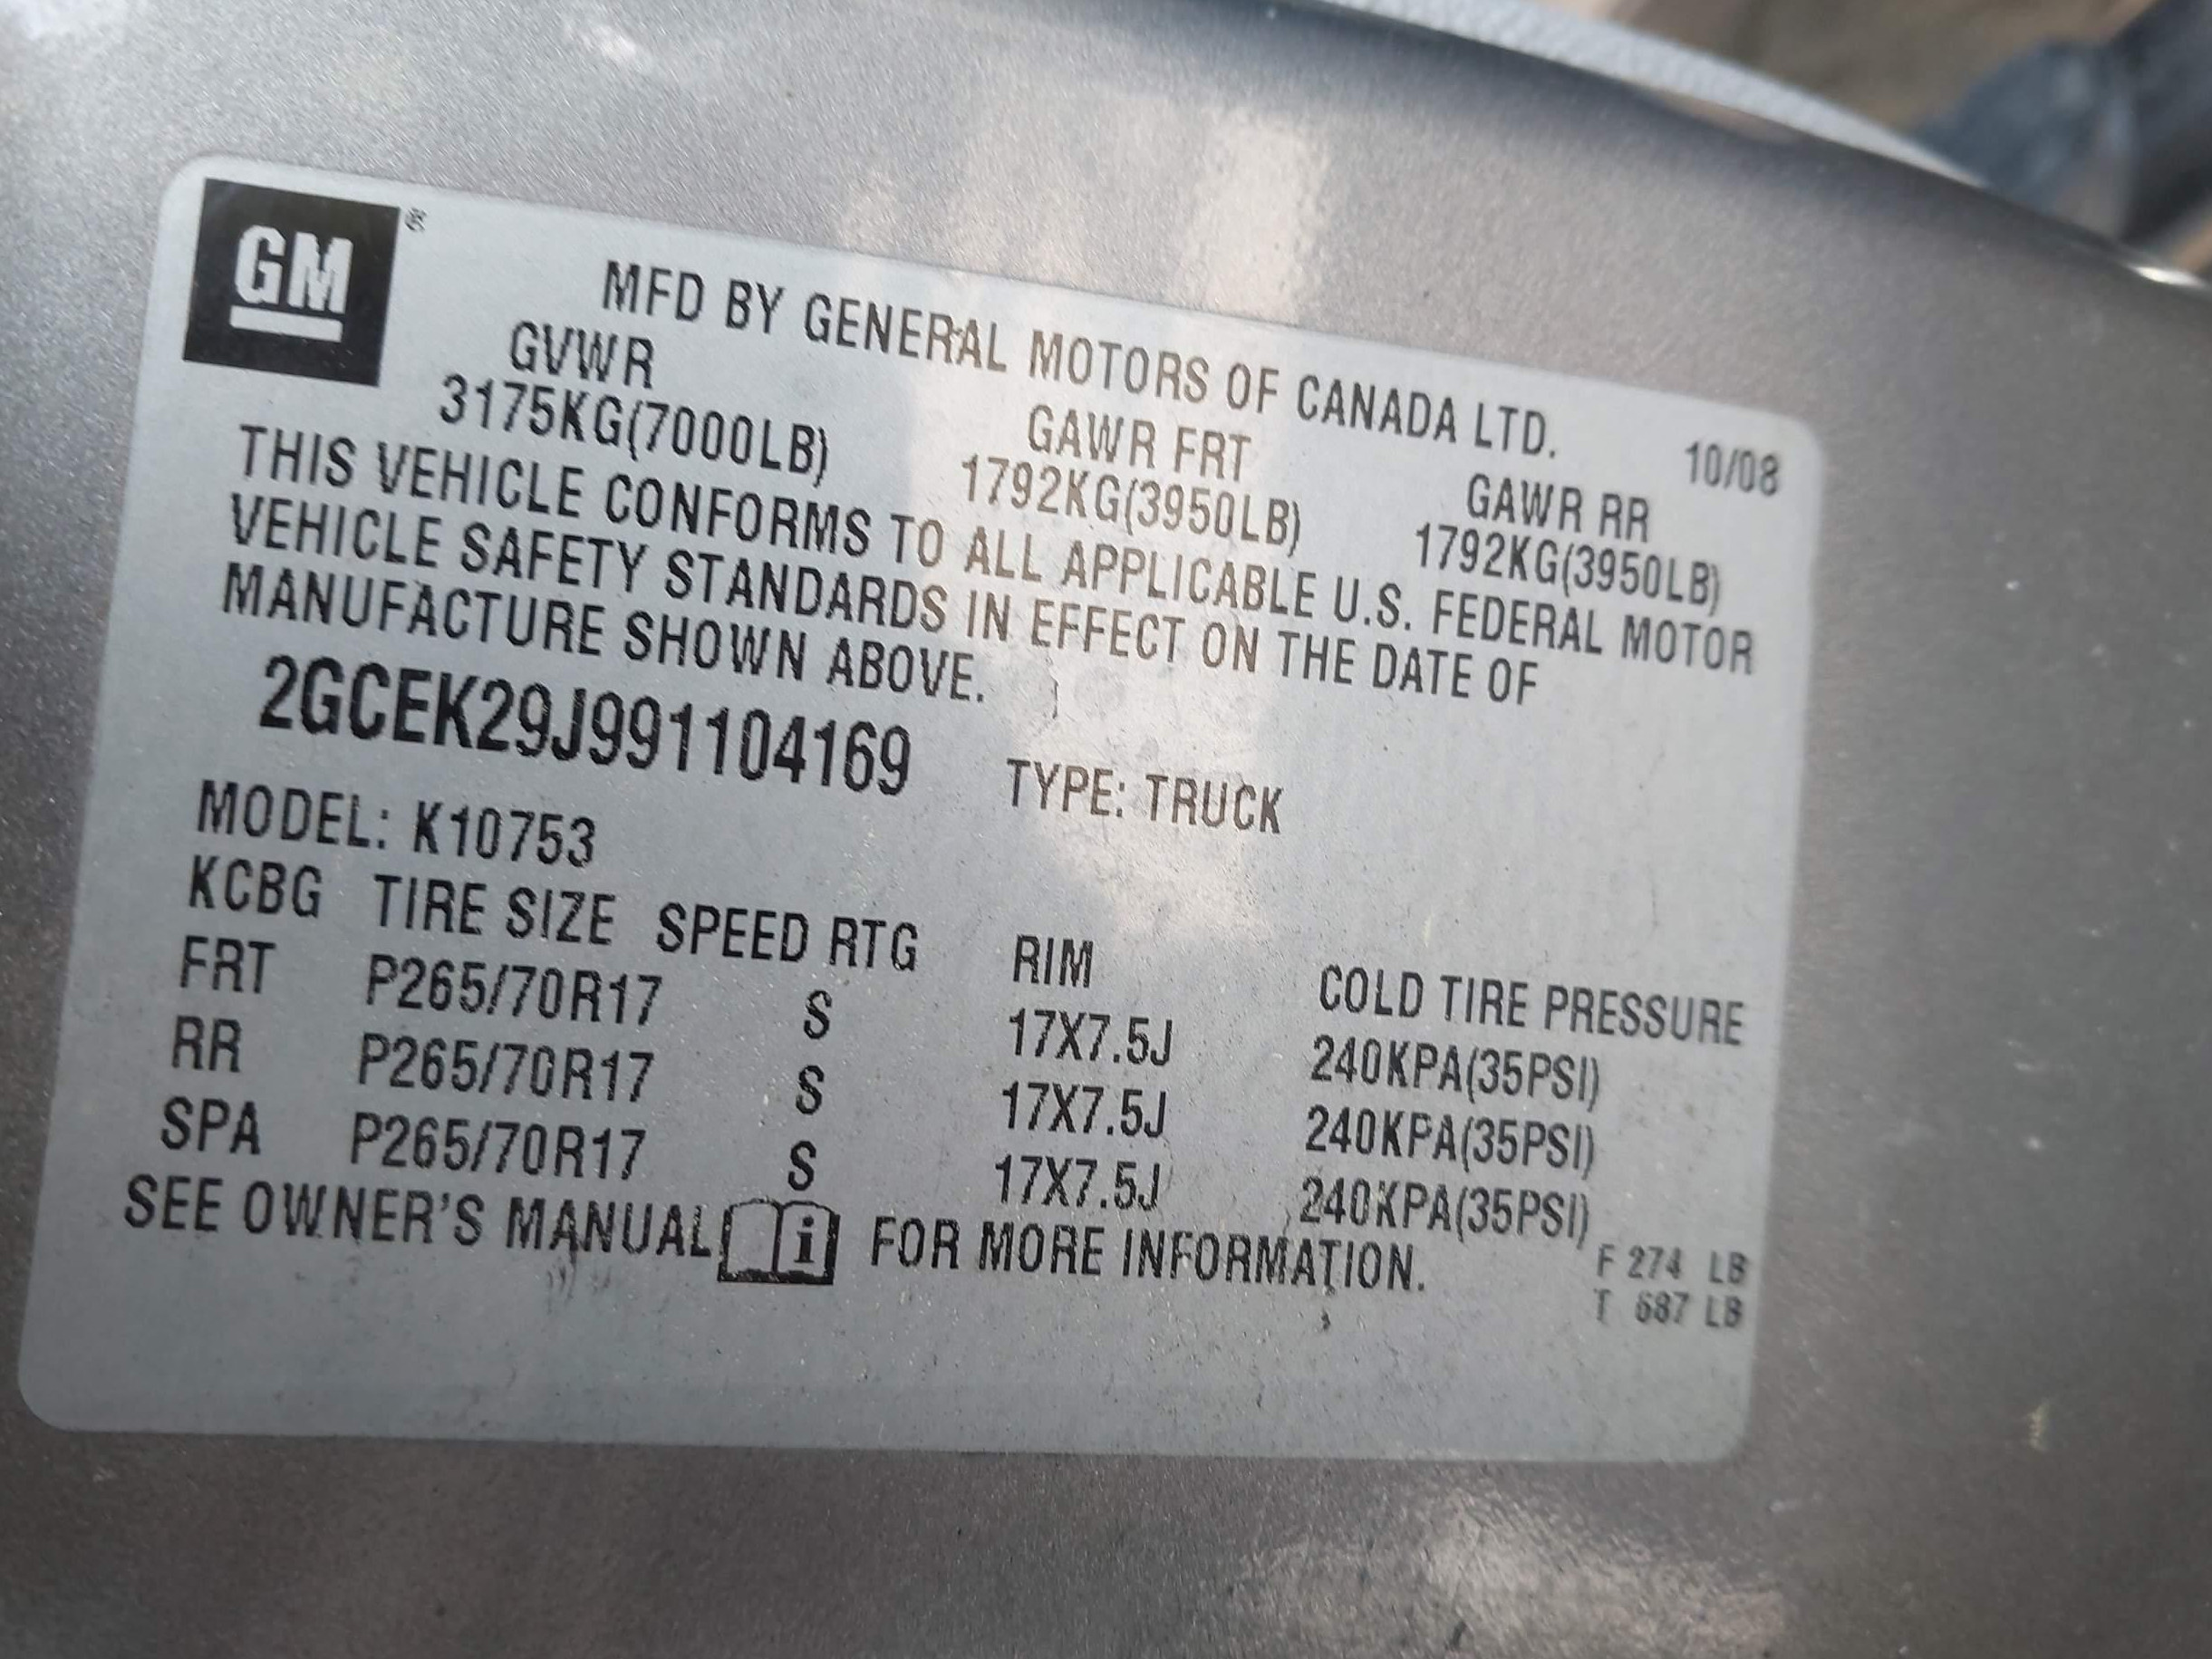 GM ®
MFD BY GENERAL MOTORS OF CANADA LTD. 10/08
GVWR GAWR FRT GAWR RR
3175KG(7000LB) 1792KG(3950LB) 1792KG(3950LB)
THIS VEHICLE CONFORMS TO ALL APPLICABLE U.S. FEDERAL MOTOR
VEHICLE SAFETY STANDARDS IN EFFECT ON THE DATE OF
MANUFACTURE SHOWN ABOVE.
2GCEK29J991104169 TYPE: TRUCK
MODEL: K10753
KCBG TIRE SIZE SPEED RTG RIM COLD TIRE PRESSURE
FRT P265/70R17 S 17X7.5J 240KPA(35PSI)
RR P265/70R17 S 17X7.5J 240KPA(35PSI)
SPA P265/70R17 S 17X7.5J 240KPA(35PSI)
SEE OWNER'S MANUAL i FOR MORE INFORMATION.
F 274 LB
T 687 LB